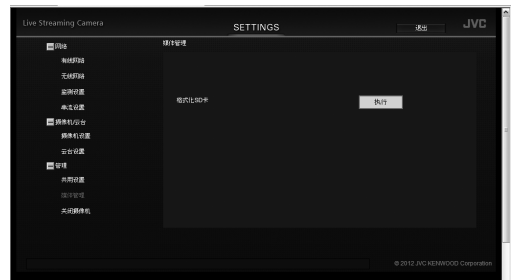 Live Streaming Camera
SETTINGS
退出
JVC
网络
有线网络
无线网络
监测设置
串流设置
摄像机/云台
摄像机设置
云台设置
管理
共用设置
媒体管理
关闭摄像机
媒体管理
格式化SD卡
执行
© 2012 JVC KENWOOD Corporation